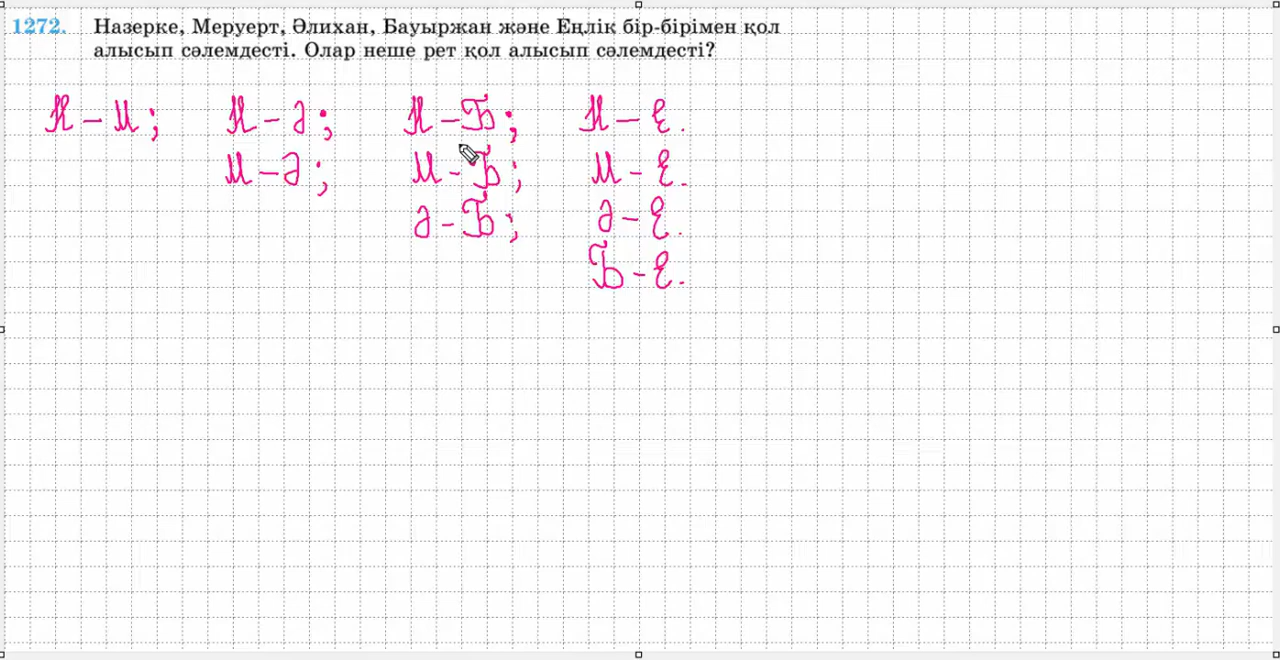 1272. Назерке, Меруерт, Әлихан, Бауыржан және Еңлік бір-бірімен қол
алысып сәлемдесті. Олар неше рет қол алысып сәлемдесті?
Н – М; Н – Ә; Н – Б; Н – Е.
М – Ә; М – Б; М – Е.
Ә – Б; Ә – Е.
Б – Е.